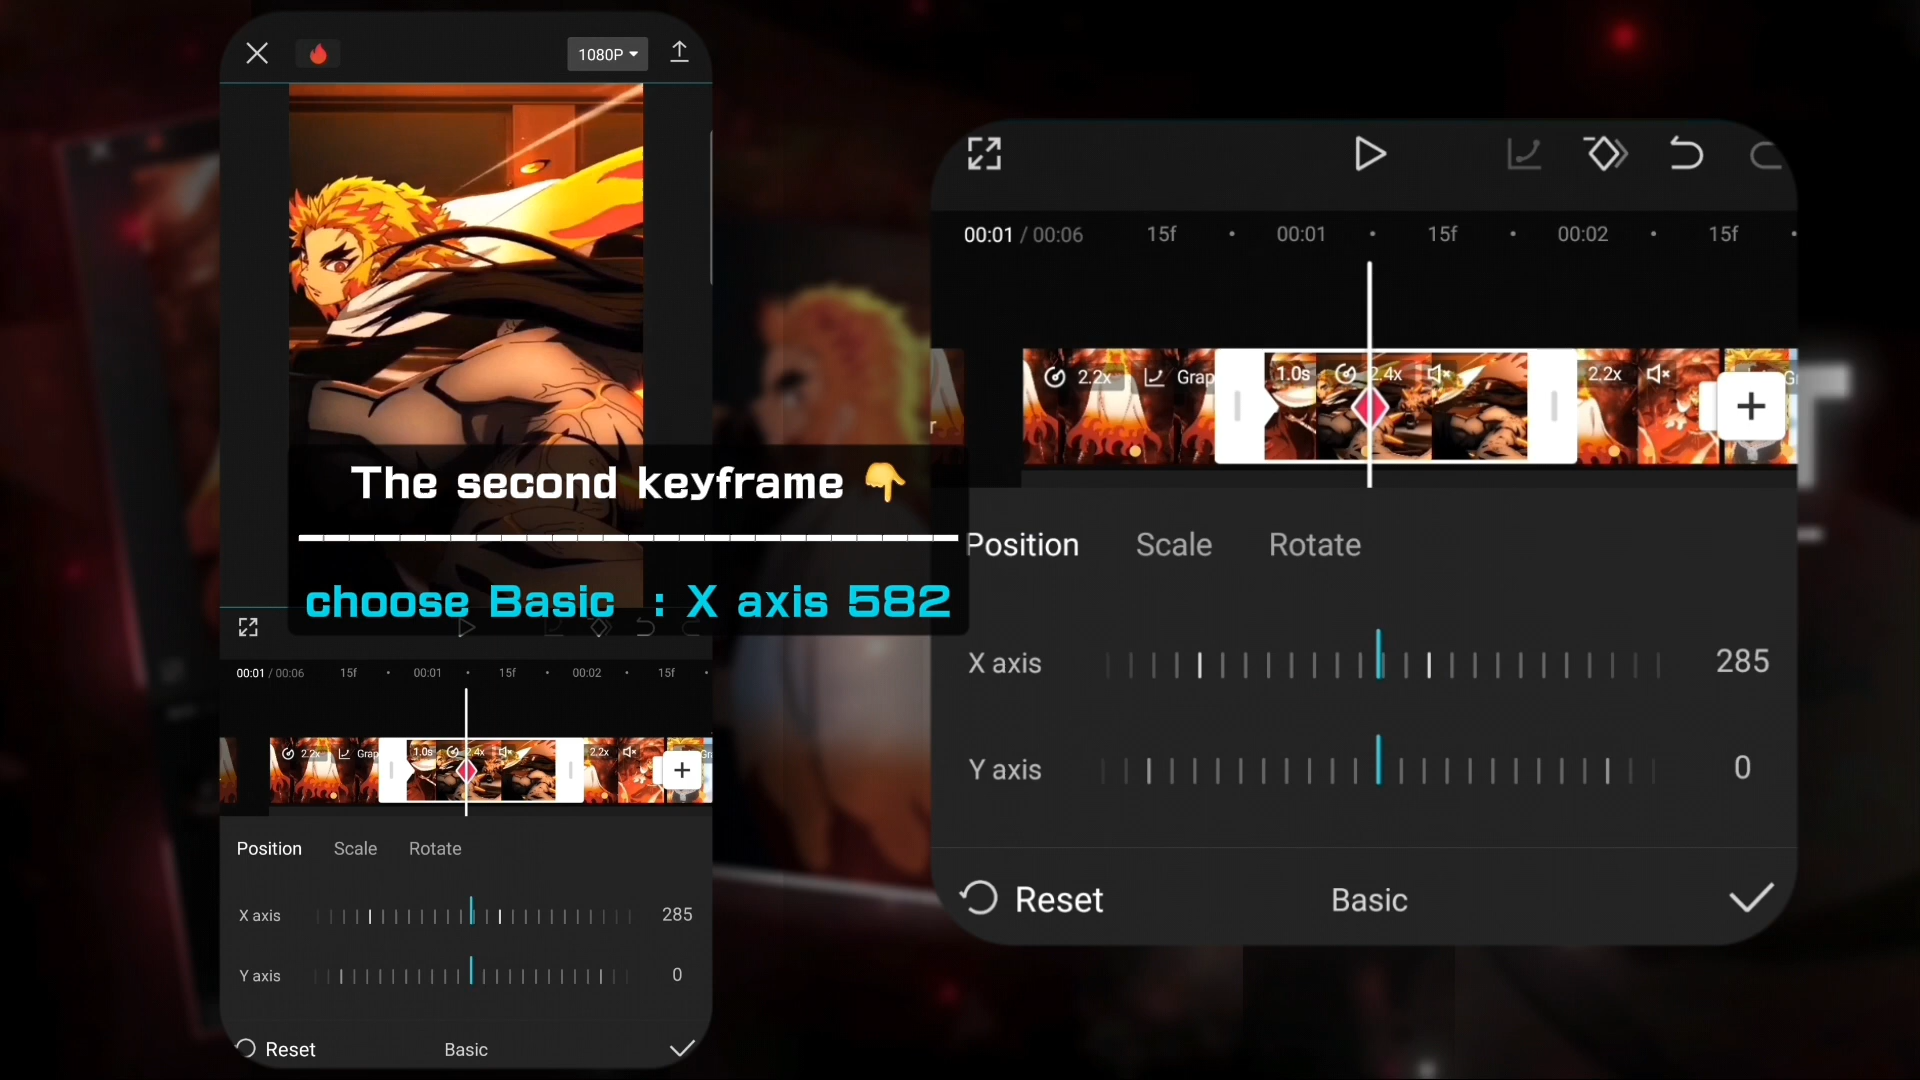 1080P
The second keyframe 👇
choose Basic : X axis 582
00:01 / 00:06 15f 00:01 15f 00:02 15f
2.2x Grap 1.0s 2.4x 2.2x Gr
Position Scale Rotate
X axis 285
Y axis 0
Reset Basic
00:01 / 00:06 15f 00:01 15f 00:02 15f
r 2.2x Grap 1.0s 2.4x 2.2x G
Position Scale Rotate
X axis 285
Y axis 0
Reset Basic